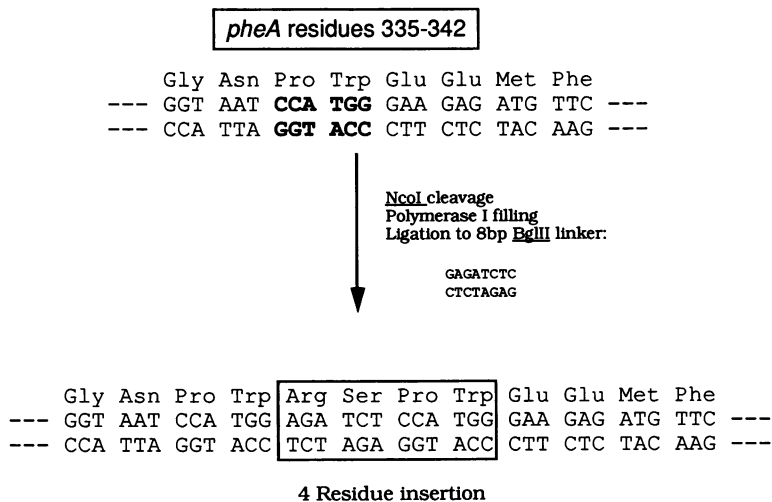 pheA residues 335-342
Gly Asn Pro Trp Glu Glu Met Phe
--- GGT AAT CCA TGG GAA GAG ATG TTC ---
--- CCA TTA GGT ACC CTT CTC TAC AAG ---
NcoI cleavage
Polymerase I filling
Ligation to 8bp BglII linker:
GAGATCTC
CTCTAGAG
Gly Asn Pro Trp Arg Ser Pro Trp Glu Glu Met Phe
--- GGT AAT CCA TGG AGA TCT CCA TGG GAA GAG ATG TTC ---
--- CCA TTA GGT ACC TCT AGA GGT ACC CTT CTC TAC AAG ---
4 Residue insertion